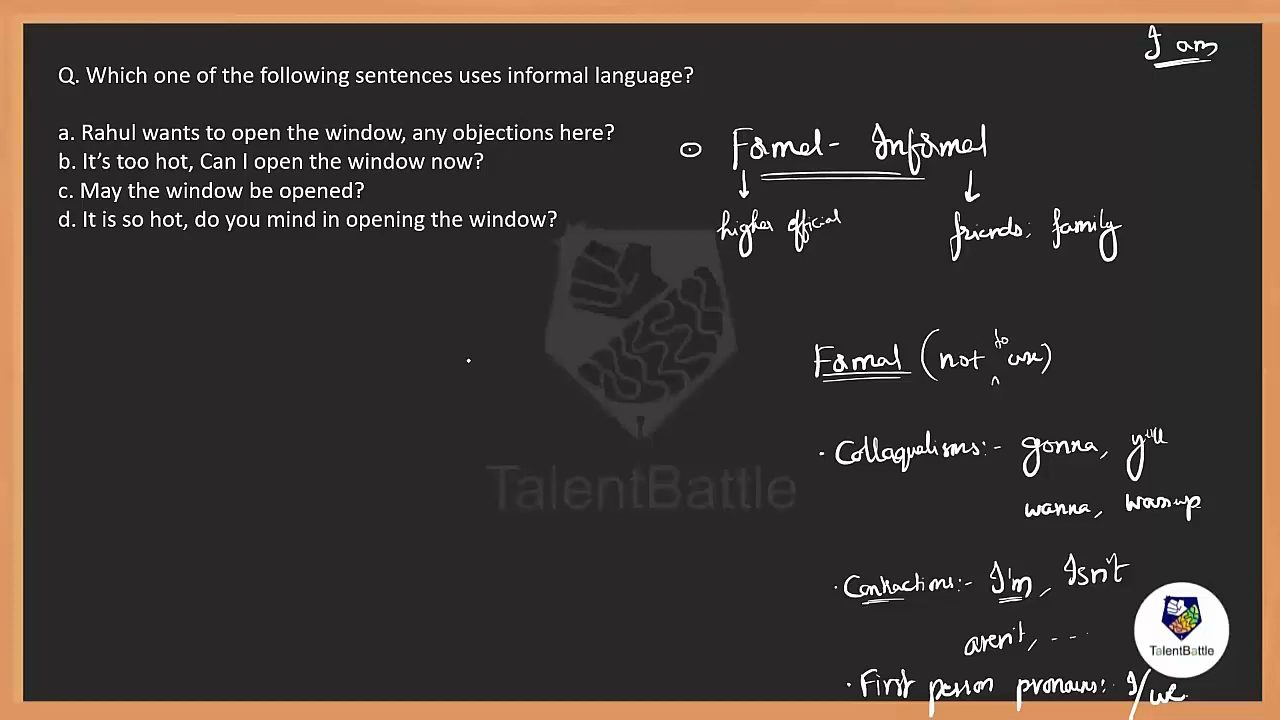 I am
Q. Which one of the following sentences uses informal language?
a. Rahul wants to open the window, any objections here?
b. It’s too hot, Can I open the window now?
c. May the window be opened?
d. It is so hot, do you mind in opening the window?
Formal - Informal
higher official
friends, family
Formal (not to use)
TalentBattle
· Collaqualisms:- gonna, y'all
wanna, wassup
· Contractions:- I'm, Isn't
aren't, ----
TalentBattle
· First person pronouns: I/we